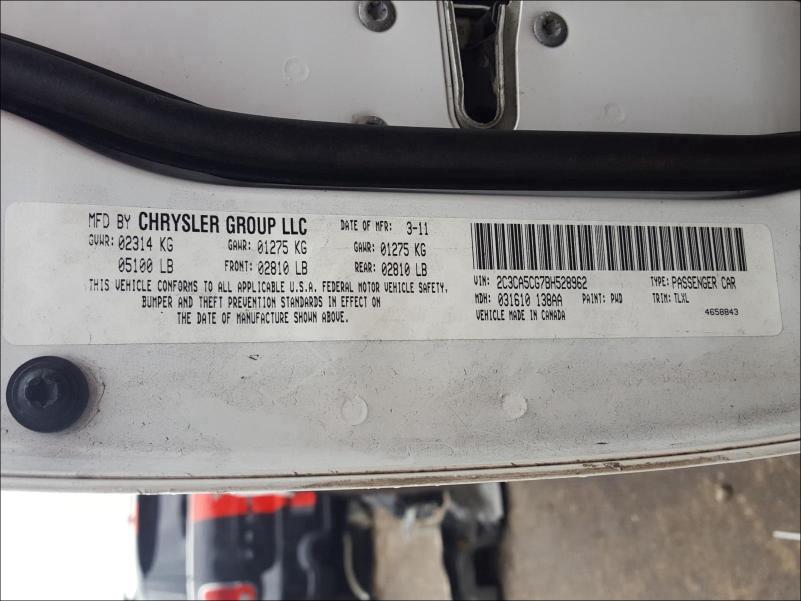 MFD BY CHRYSLER GROUP LLC DATE OF MFR: 3-11
GVWR: 02314 KG GAWR: 01275 KG GAWR: 01275 KG
05100 LB FRONT: 02810 LB REAR: 02810 LB
THIS VEHICLE CONFORMS TO ALL APPLICABLE U.S.A. FEDERAL MOTOR VEHICLE SAFETY,
BUMPER AND THEFT PREVENTION STANDARDS IN EFFECT ON
THE DATE OF MANUFACTURE SHOWN ABOVE.
VIN: 2C3CA5CG7BH528962 TYPE: PASSENGER CAR
MDH: 031610 138AA PAINT: PWD TRIM: TLXL
VEHICLE MADE IN CANADA 4658843